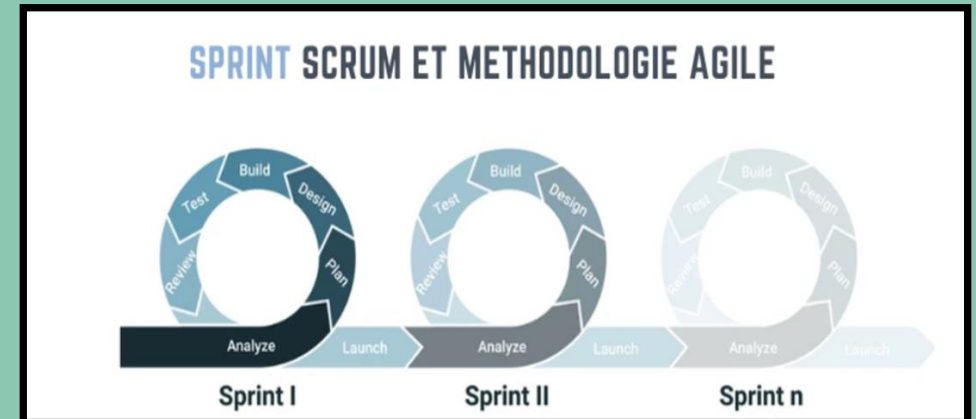 SPRINT SCRUM ET METHODOLOGIE AGILE
Build
Test
Design
Review
Plan
Analyze
Launch
Sprint I
Build
Test
Design
Review
Plan
Analyze
Launch
Sprint II
Build
Test
Design
Review
Plan
Analyze
Launch
Sprint n